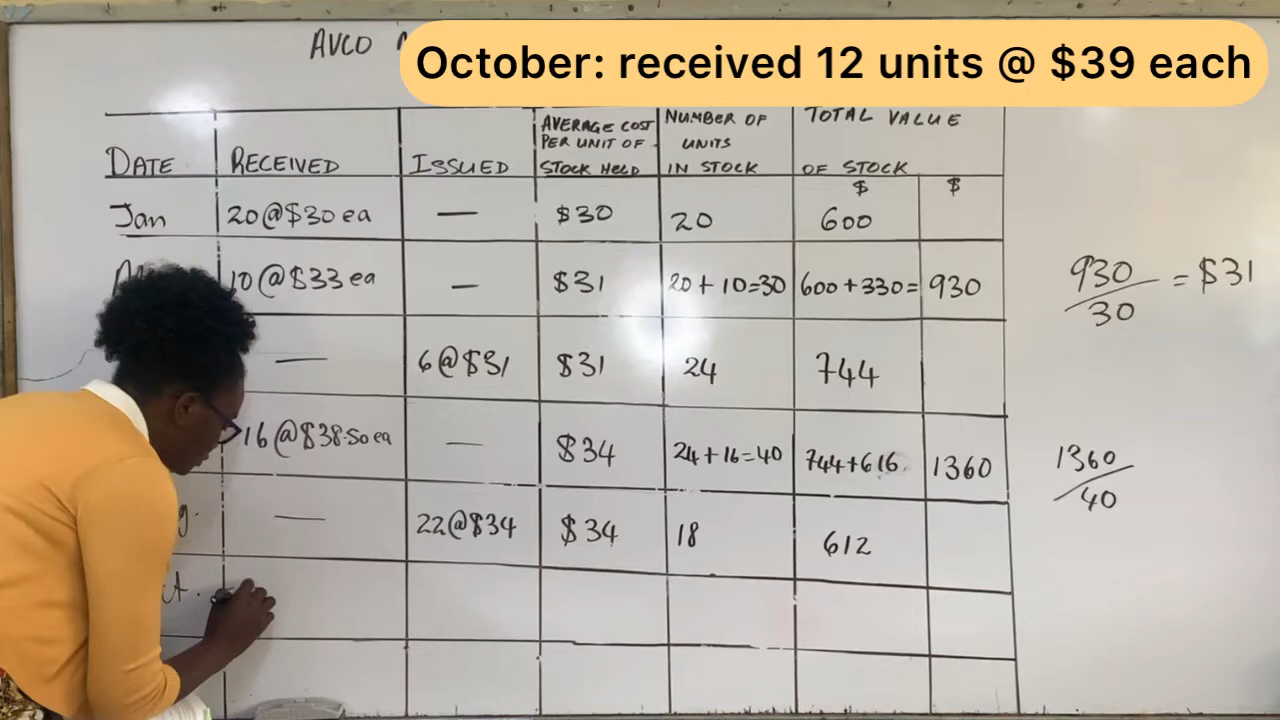 AVCO
October: received 12 units @ $39 each
DATE RECEIVED ISSUED AVERAGE COST PER UNIT OF STOCK HELD NUMBER OF UNITS IN STOCK TOTAL VALUE OF STOCK
$ $
Jan 20@$30 ea — $30 20 600
10@$33 ea — $31 20+10=30 600+330= 930
— 6@$31 $31 24 744
16@$38.50 ea — $34 24+16=40 744+616 1360
— 22@$34 $34 18 612
930/30 = $31
1360/40